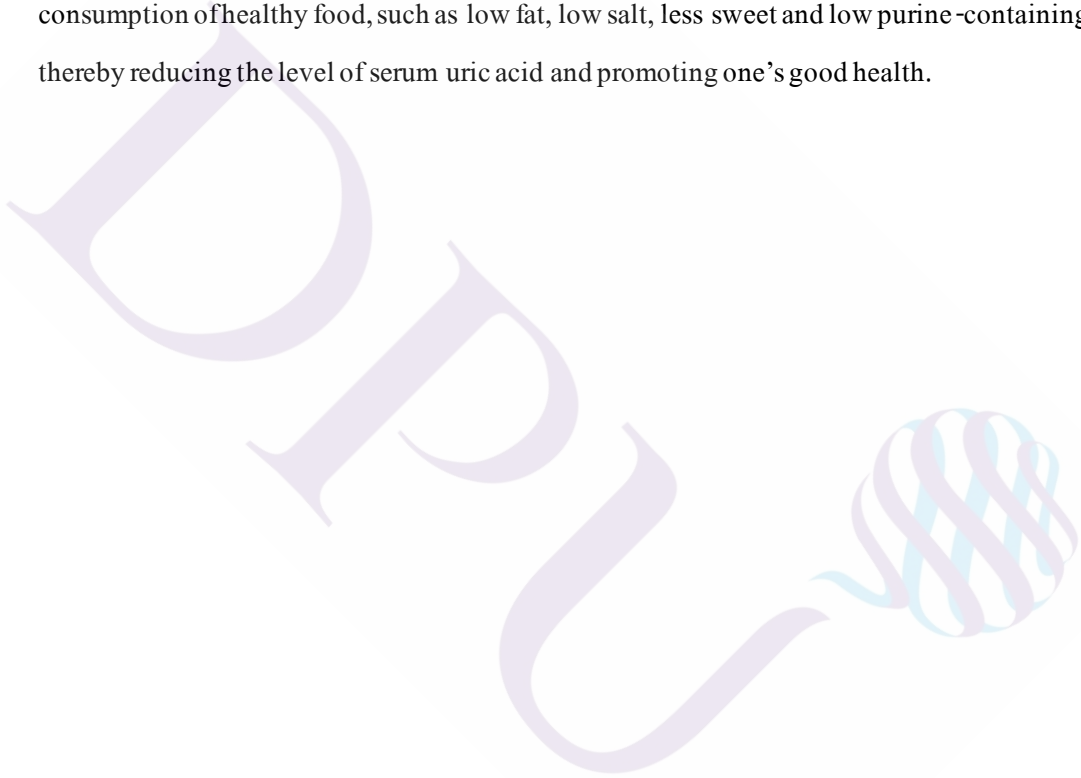 consumption of healthy food, such as low fat, low salt, less sweet and low purine-containing
thereby reducing the level of serum uric acid and promoting one’s good health.
DPU